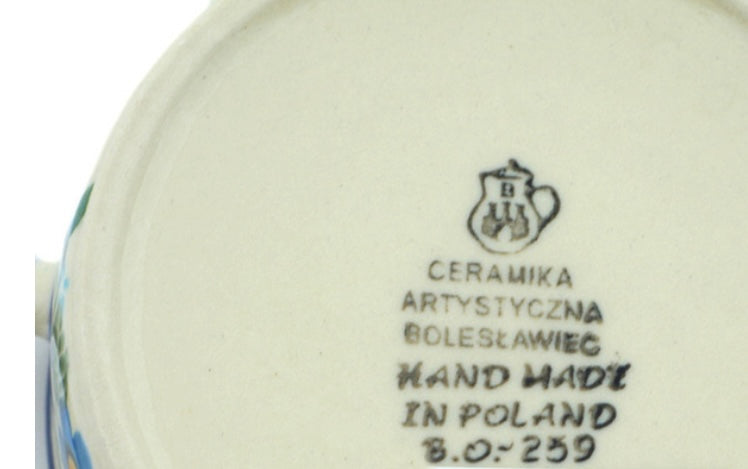 B
CERAMIKA
ARTYSTYCZNA
BOLESŁAWIEC
HAND MADE
IN POLAND
B.O.-259